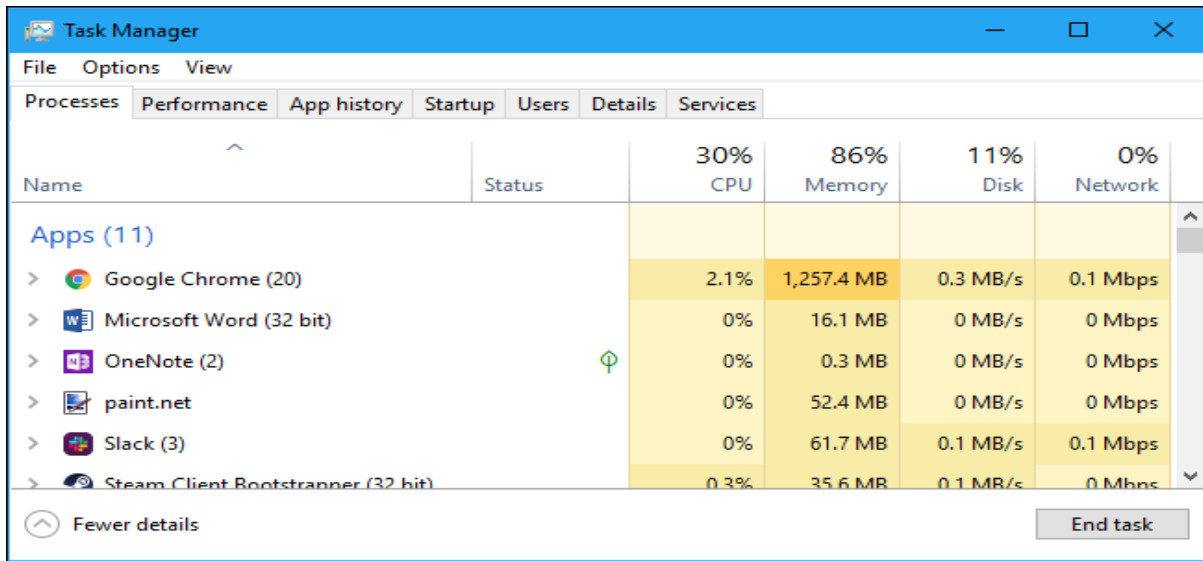 Task Manager
File Options View
Processes Performance App history Startup Users Details Services
30% 86% 11% 0%
Name Status CPU Memory Disk Network
Apps (11)
Google Chrome (20) 2.1% 1,257.4 MB 0.3 MB/s 0.1 Mbps
Microsoft Word (32 bit) 0% 16.1 MB 0 MB/s 0 Mbps
OneNote (2) 0% 0.3 MB 0 MB/s 0 Mbps
paint.net 0% 52.4 MB 0 MB/s 0 Mbps
Slack (3) 0% 61.7 MB 0.1 MB/s 0.1 Mbps
Steam Client Bootstrapper (32 bit) 0.3% 35.6 MB 0.1 MB/s 0 Mbps
Fewer details End task